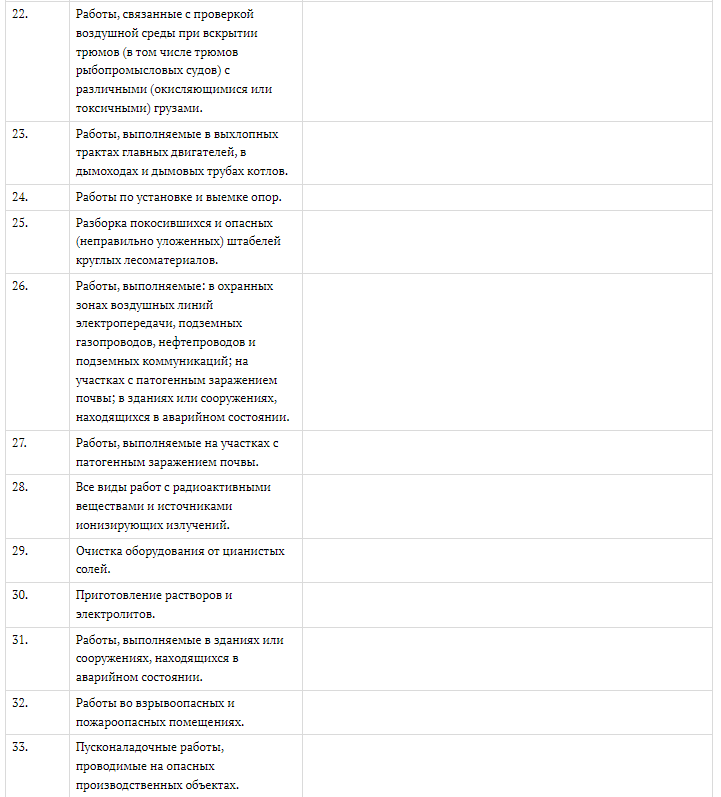 22.
Работы, связанные с проверкой
воздушной среды при вскрытии
трюмов (в том числе трюмов
рыбопромысловых судов) с
различными (окисляющимися или
токсичными) грузами.
23.
Работы, выполняемые в выхлопных
трактах главных двигателей, в
дымоходах и дымовых трубах котлов.
24.
Работы по установке и выемке опор.
25.
Разборка покосившихся и опасных
(неправильно уложенных) штабелей
круглых лесоматериалов.
26.
Работы, выполняемые: в охранных
зонах воздушных линий
электропередачи, подземных
газопроводов, нефтепроводов и
подземных коммуникаций; на
участках с патогенным заражением
почвы; в зданиях или сооружениях,
находящихся в аварийном состоянии.
27.
Работы, выполняемые на участках с
патогенным заражением почвы.
28.
Все виды работ с радиоактивными
веществами и источниками
ионизирующих излучений.
29.
Очистка оборудования от цианистых
солей.
30.
Приготовление растворов и
электролитов.
31.
Работы, выполняемые в зданиях или
сооружениях, находящихся в
аварийном состоянии.
32.
Работы во взрывоопасных и
пожароопасных помещениях.
33.
Пусконаладочные работы,
проводимые на опасных
производственных объектах.